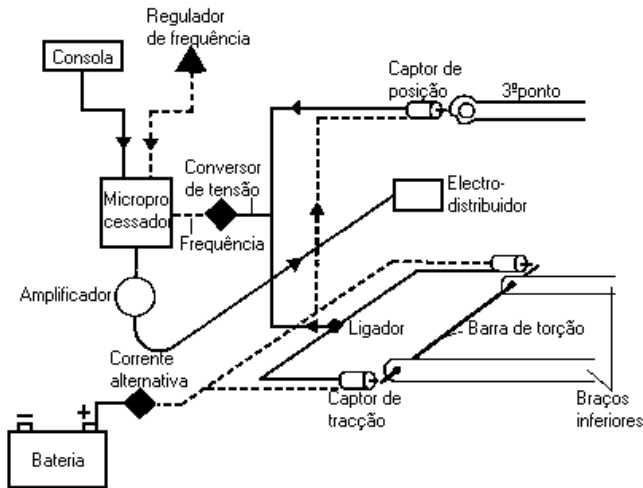 Regulador
de frequência
Consola
Captor de
posição
3ºponto
Conversor
de tensão
Micropro
cessador
Electro-
distribuidor
Frequência
Amplificador
Ligador
Barra de torção
Corrente
alternativa
Captor de
tracção
Braços
inferiores
− +
Bateria